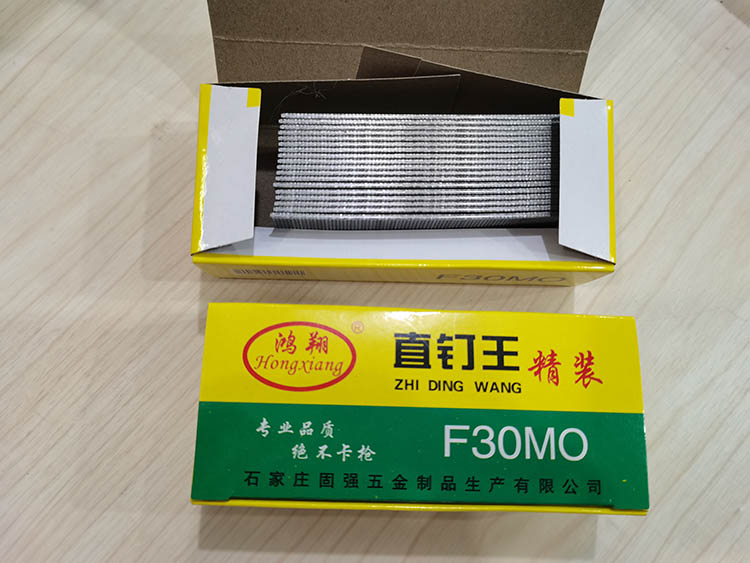 F30MO
鸿翔
®
Hongxiang
直钉王
精装
ZHI DING WANG
专业品质
绝不卡枪
F30MO
石家庄固强五金制品生产有限公司